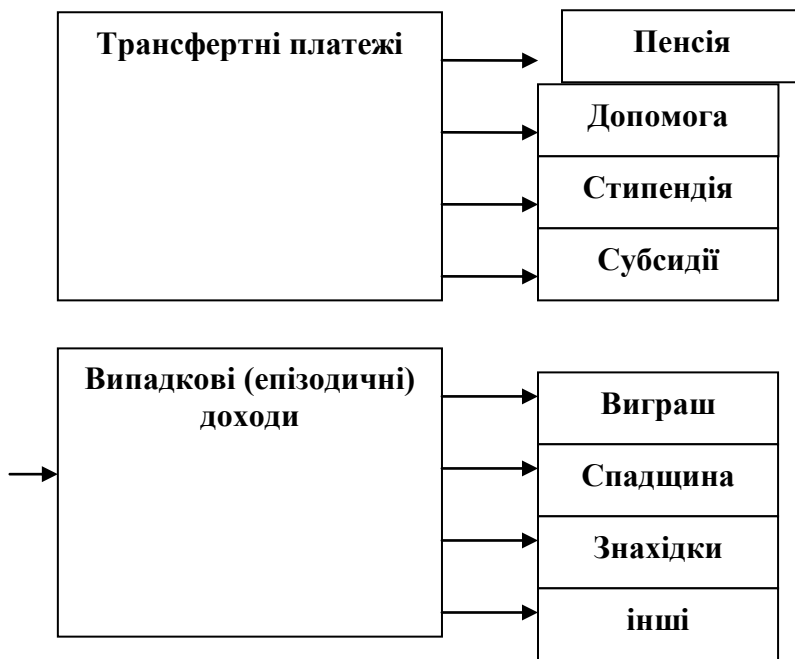 Трансфертні платежі
Пенсія
Допомога
Стипендія
Субсидії
Випадкові (епізодичні)
доходи
Виграш
Спадщина
Знахідки
інші